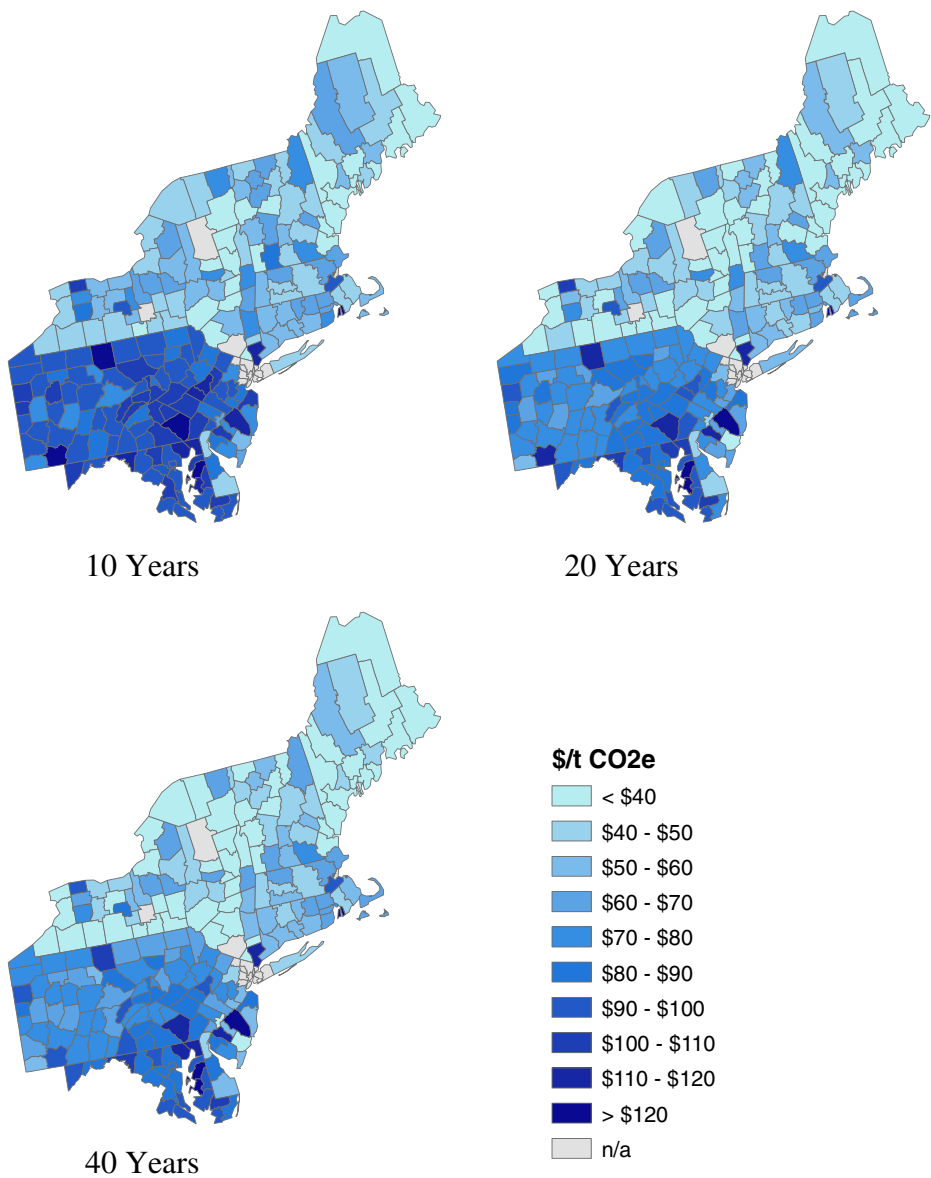 10 Years
20 Years
40 Years
$/t CO2e
< $40
$40 - $50
$50 - $60
$60 - $70
$70 - $80
$80 - $90
$90 - $100
$100 - $110
$110 - $120
> $120
n/a